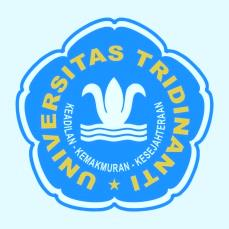 UNIVERSITAS TRIDINANTI
KEADILAN - KEMAKMURAN - KESEJAHTERAAN